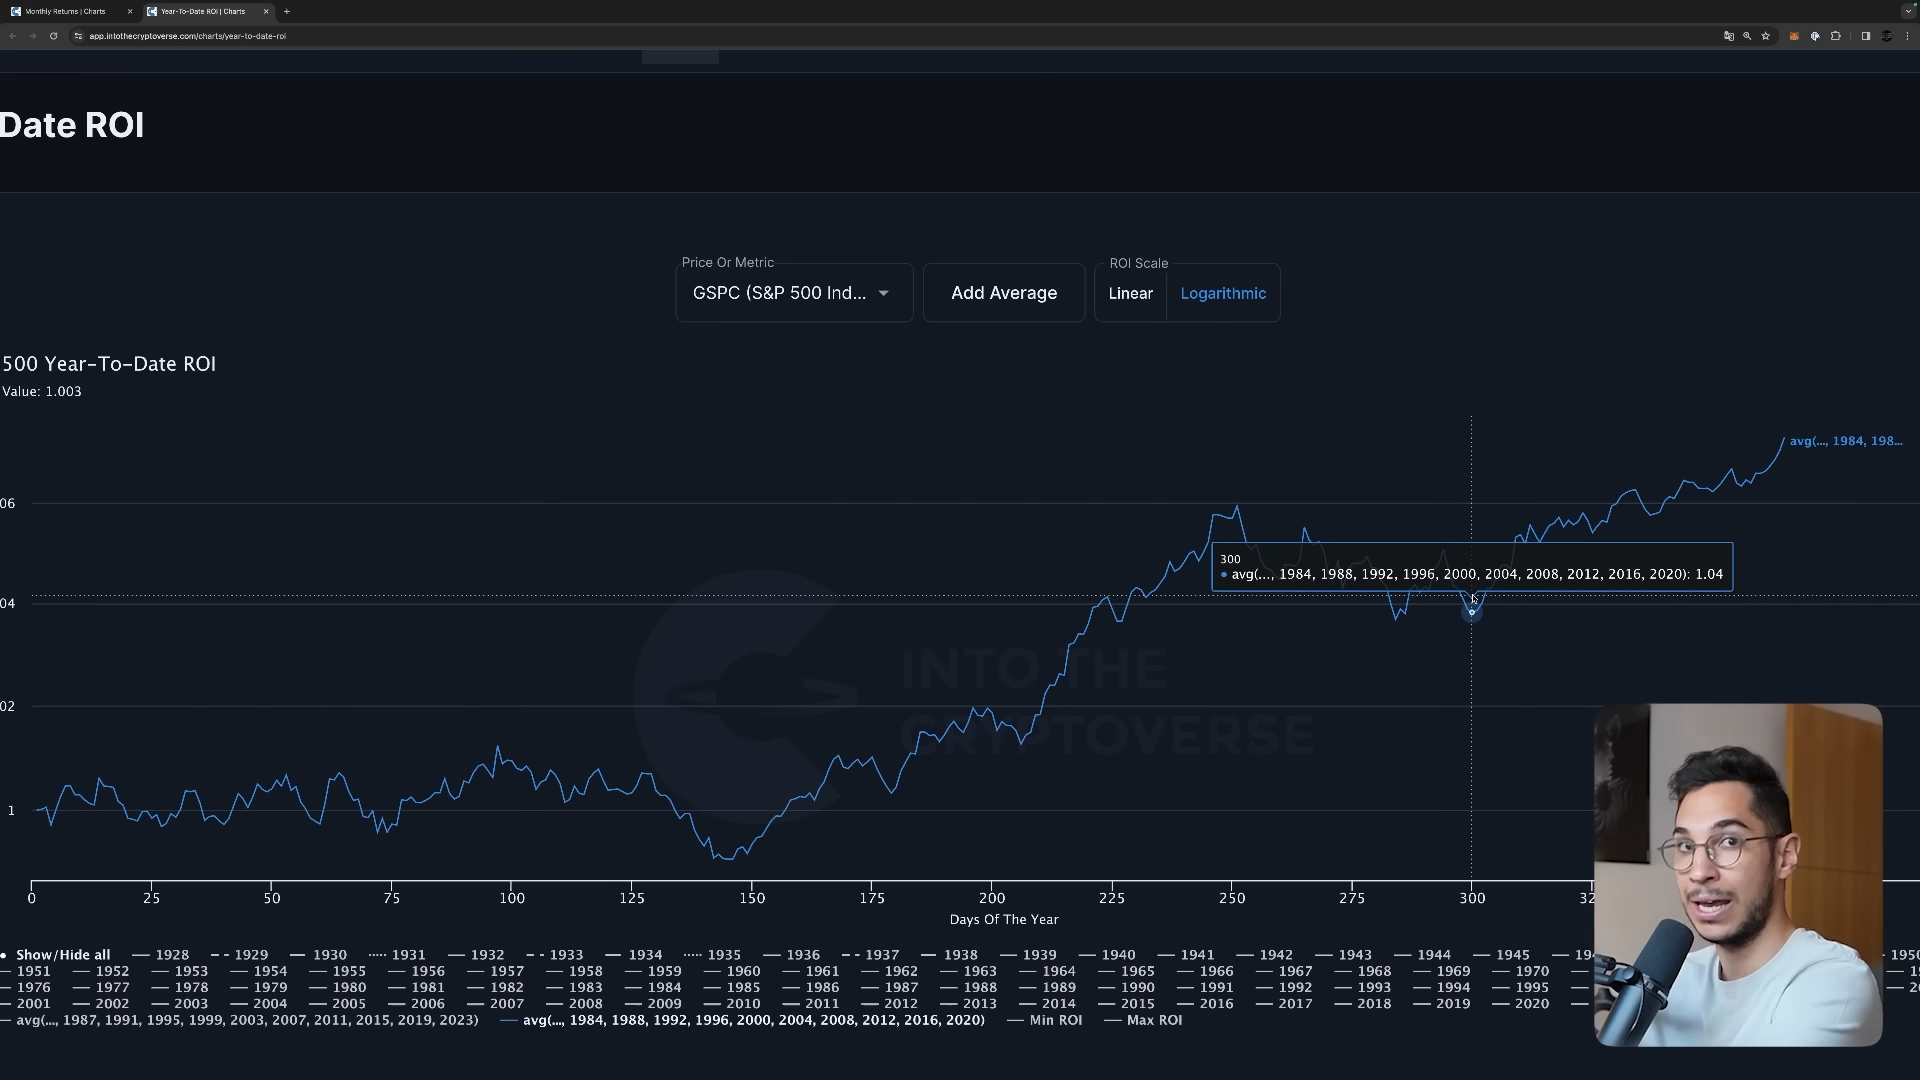 Monthly Returns | Charts
Year-To-Date ROI | Charts
app.intothecryptoverse.com/charts/year-to-date-roi
Date ROI
Price Or Metric
GSPC (S&P 500 Ind...
Add Average
ROI Scale
Linear
Logarithmic
500 Year-To-Date ROI
Value: 1.003
avg(..., 1984, 198...
06
300
avg(..., 1984, 1988, 1992, 1996, 2000, 2004, 2008, 2012, 2016, 2020): 1.04
04
INTO THE
CRYPTOVERSE
02
1
0 25 50 75 100 125 150 175 200 225 250 275 300 32
Days Of The Year
Show/Hide all 1928 1929 1930 1931 1932 1933 1934 1935 1936 1937 1938 1939 1940 1941 1942 1943 1944 1945 194 1950
1951 1952 1953 1954 1955 1956 1957 1958 1959 1960 1961 1962 1963 1964 1965 1966 1967 1968 1969 1970
1976 1977 1978 1979 1980 1981 1982 1983 1984 1985 1986 1987 1988 1989 1990 1991 1992 1993 1994 1995
2001 2002 2003 2004 2005 2006 2007 2008 2009 2010 2011 2012 2013 2014 2015 2016 2017 2018 2019 2020
avg(..., 1987, 1991, 1995, 1999, 2003, 2007, 2011, 2015, 2019, 2023) avg(..., 1984, 1988, 1992, 1996, 2000, 2004, 2008, 2012, 2016, 2020) Min ROI Max ROI